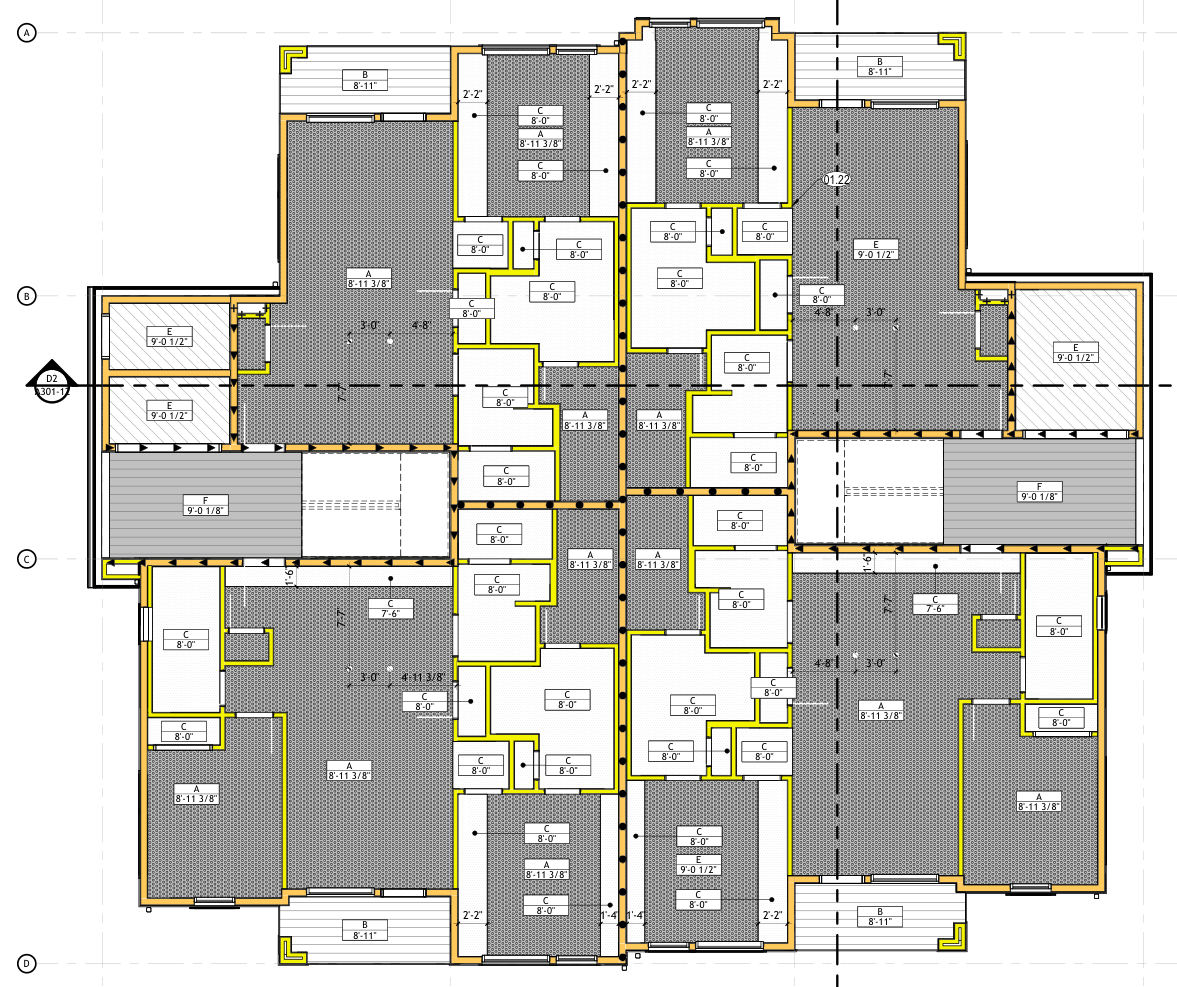 A
B
8'-11"
B
8'-11"
2'-2"
2'-2"
2'-2"
2'-2"
C
8'-0"
A
8'-11 3/8"
C
8'-0"
C
8'-0"
A
8'-11 3/8"
C
8'-0"
01.22
C
8'-0"
C
8'-0"
C
8'-0"
C
8'-0"
E
9'-0 1/2"
A
8'-11 3/8"
C
8'-0"
C
8'-0"
B
C
8'-0"
C
8'-0"
3'-0"
4'-8"
4'-8"
3'-0"
E
9'-0 1/2"
E
9'-0 1/2"
C
8'-0"
D2
A301-12
7'-7"
7'-7"
C
8'-0"
E
9'-0 1/2"
A
8'-11 3/8"
A
8'-11 3/8"
C
8'-0"
C
8'-0"
F
9'-0 1/8"
F
9'-0 1/8"
C
8'-0"
C
8'-0"
C
A
8'-11 3/8"
A
8'-11 3/8"
1'-6"
1'-6"
C
7'-6"
C
8'-0"
C
8'-0"
C
7'-6"
7'-7"
7'-7"
C
8'-0"
C
8'-0"
3'-0"
4'-11 3/8"
4'-8"
3'-0"
C
8'-0"
C
8'-0"
C
8'-0"
C
8'-0"
A
8'-11 3/8"
C
8'-0"
C
8'-0"
A
8'-11 3/8"
C
8'-0"
C
8'-0"
C
8'-0"
C
8'-0"
A
8'-11 3/8"
A
8'-11 3/8"
C
8'-0"
A
8'-11 3/8"
C
8'-0"
C
8'-0"
E
9'-0 1/2"
C
8'-0"
B
8'-11"
2'-2"
1'-4"
1'-4"
2'-2"
B
8'-11"
D